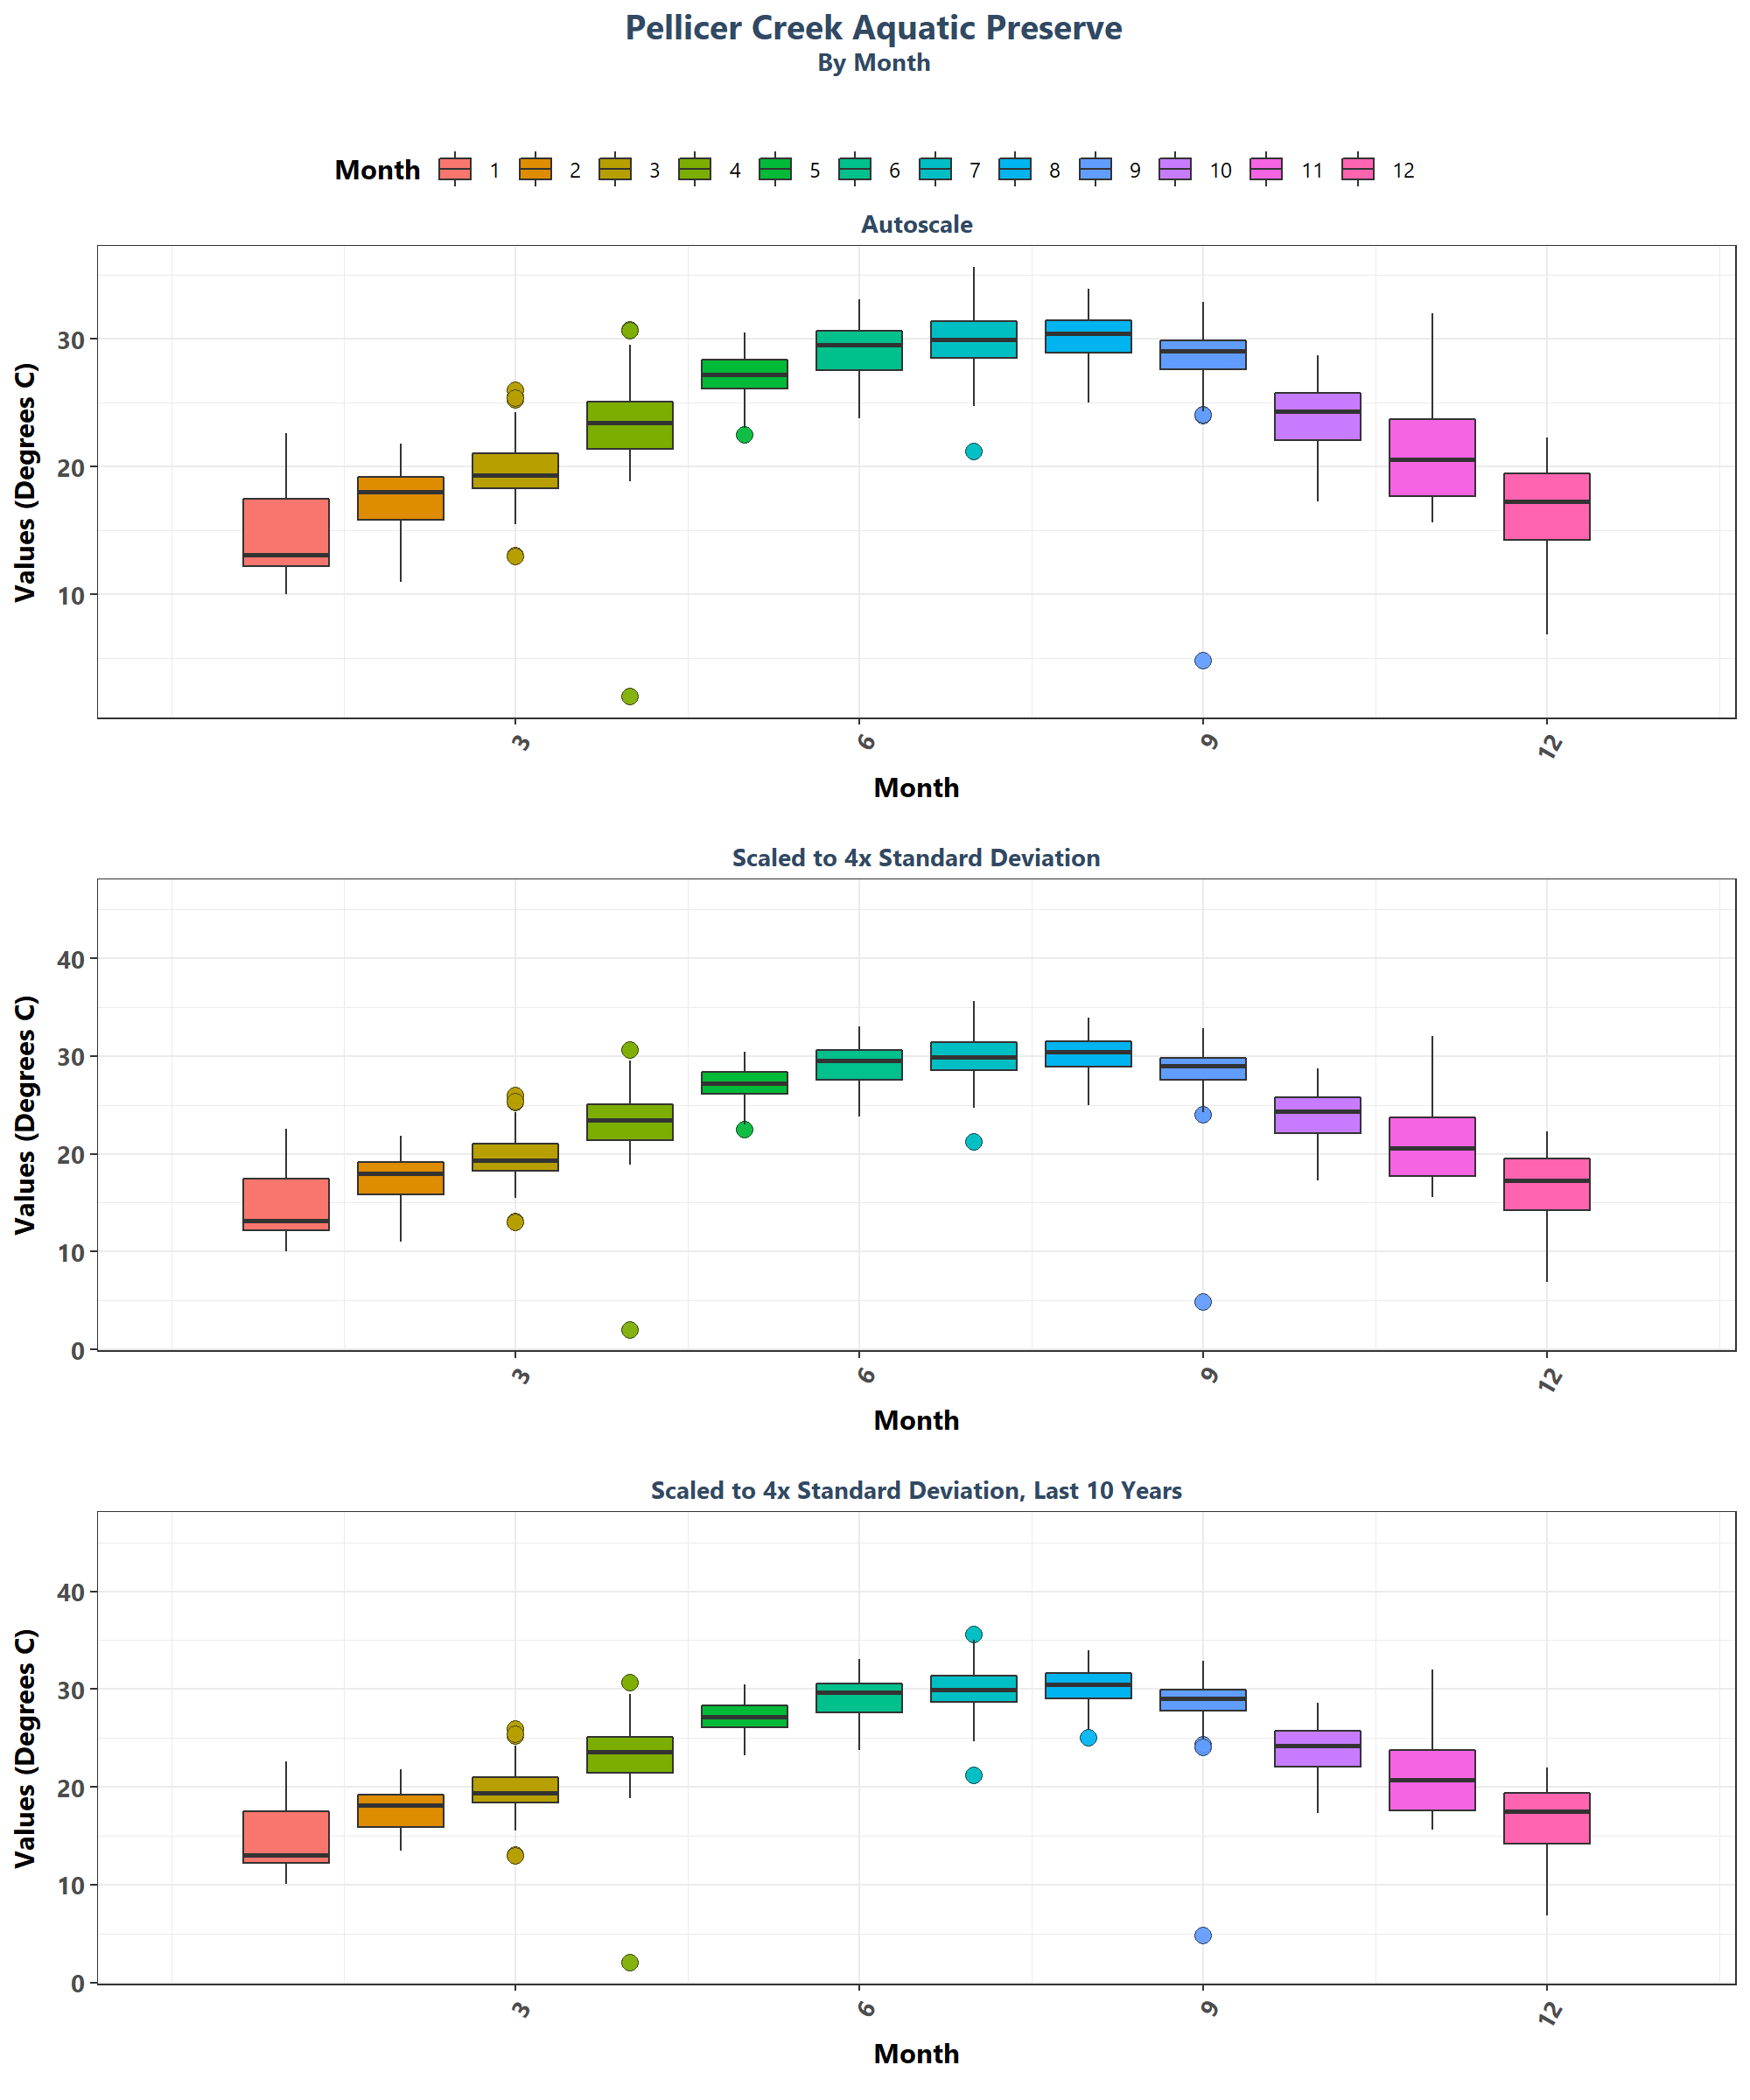 Pellicer Creek Aquatic Preserve
By Month
Month 1 2 3 4 5 6 7 8 9 10 11 12
Autoscale
Values (Degrees C)
30
20
10
3 6 9 12
Month
Scaled to 4x Standard Deviation
Values (Degrees C)
40
30
20
10
0
3 6 9 12
Month
Scaled to 4x Standard Deviation, Last 10 Years
Values (Degrees C)
40
30
20
10
0
3 6 9 12
Month